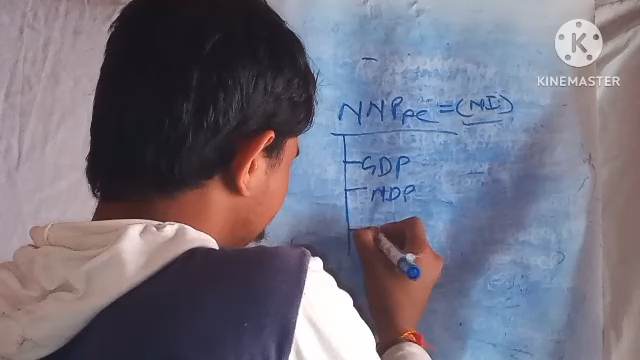 KINEMASTER
NNPFC = (NI)
GDP
NDP